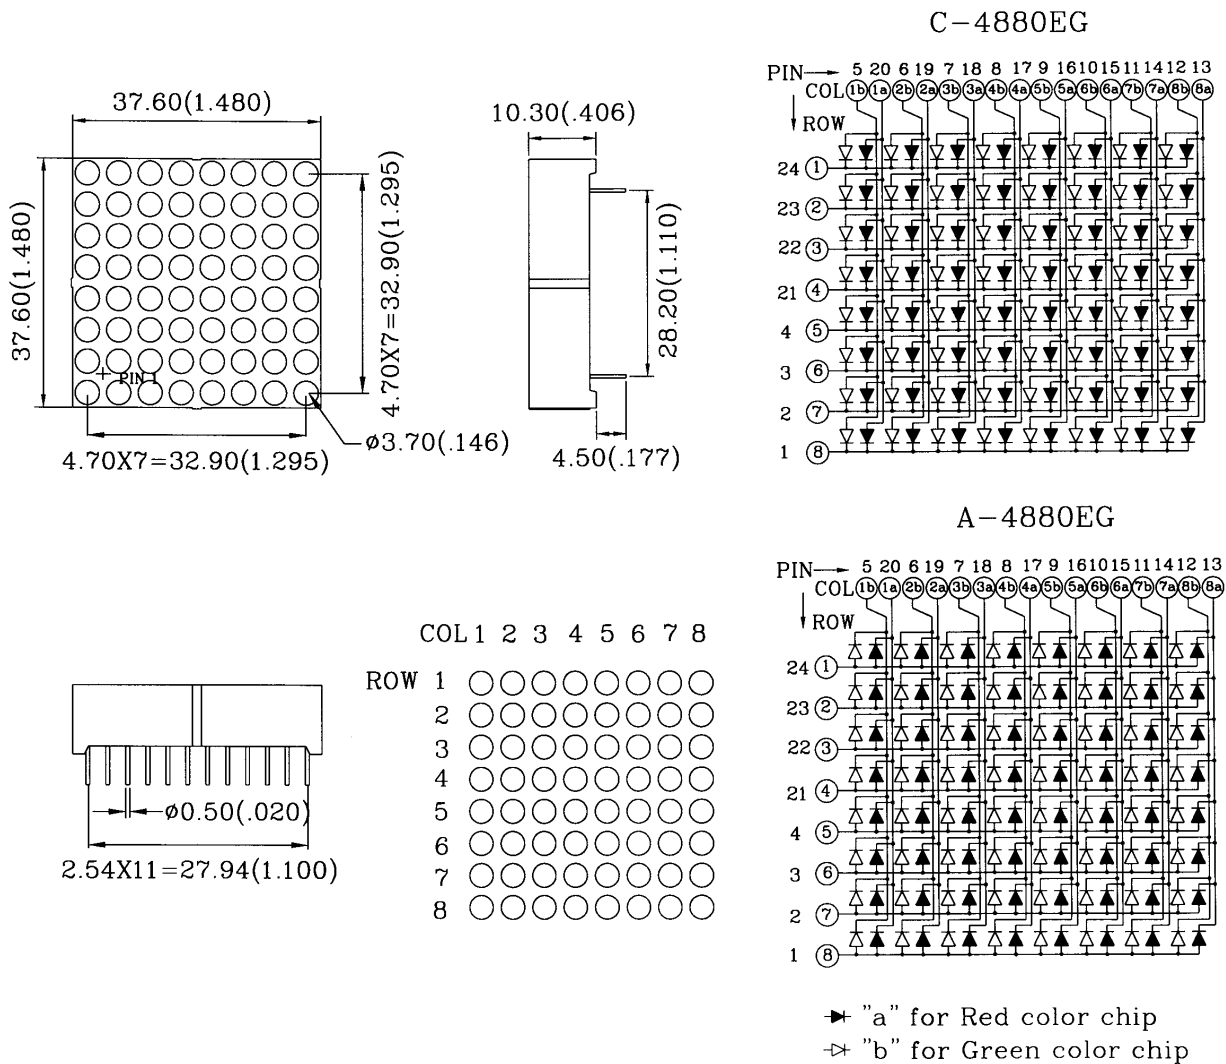 C-4880EG
PIN 5 20 6 19 7 18 8 17 9 16 10 15 11 14 12 13
COL 1b 1a 2b 2a 3b 3a 4b 4a 5b 5a 6b 6a 7b 7a 8b 8a
ROW
24 1
23 2
22 3
21 4
4 5
3 6
2 7
1 8
37.60(1.480)
37.60(1.480)
PIN 1
4.70X7=32.90(1.295)
4.70X7=32.90(1.295)
ø3.70(.146)
10.30(.406)
28.20(1.110)
4.50(.177)
A-4880EG
PIN 5 20 6 19 7 18 8 17 9 16 10 15 11 14 12 13
COL 1b 1a 2b 2a 3b 3a 4b 4a 5b 5a 6b 6a 7b 7a 8b 8a
ROW
24 1
23 2
22 3
21 4
4 5
3 6
2 7
1 8
ø0.50(.020)
2.54X11=27.94(1.100)
COL 1 2 3 4 5 6 7 8
ROW 1
2
3
4
5
6
7
8
"a" for Red color chip
"b" for Green color chip